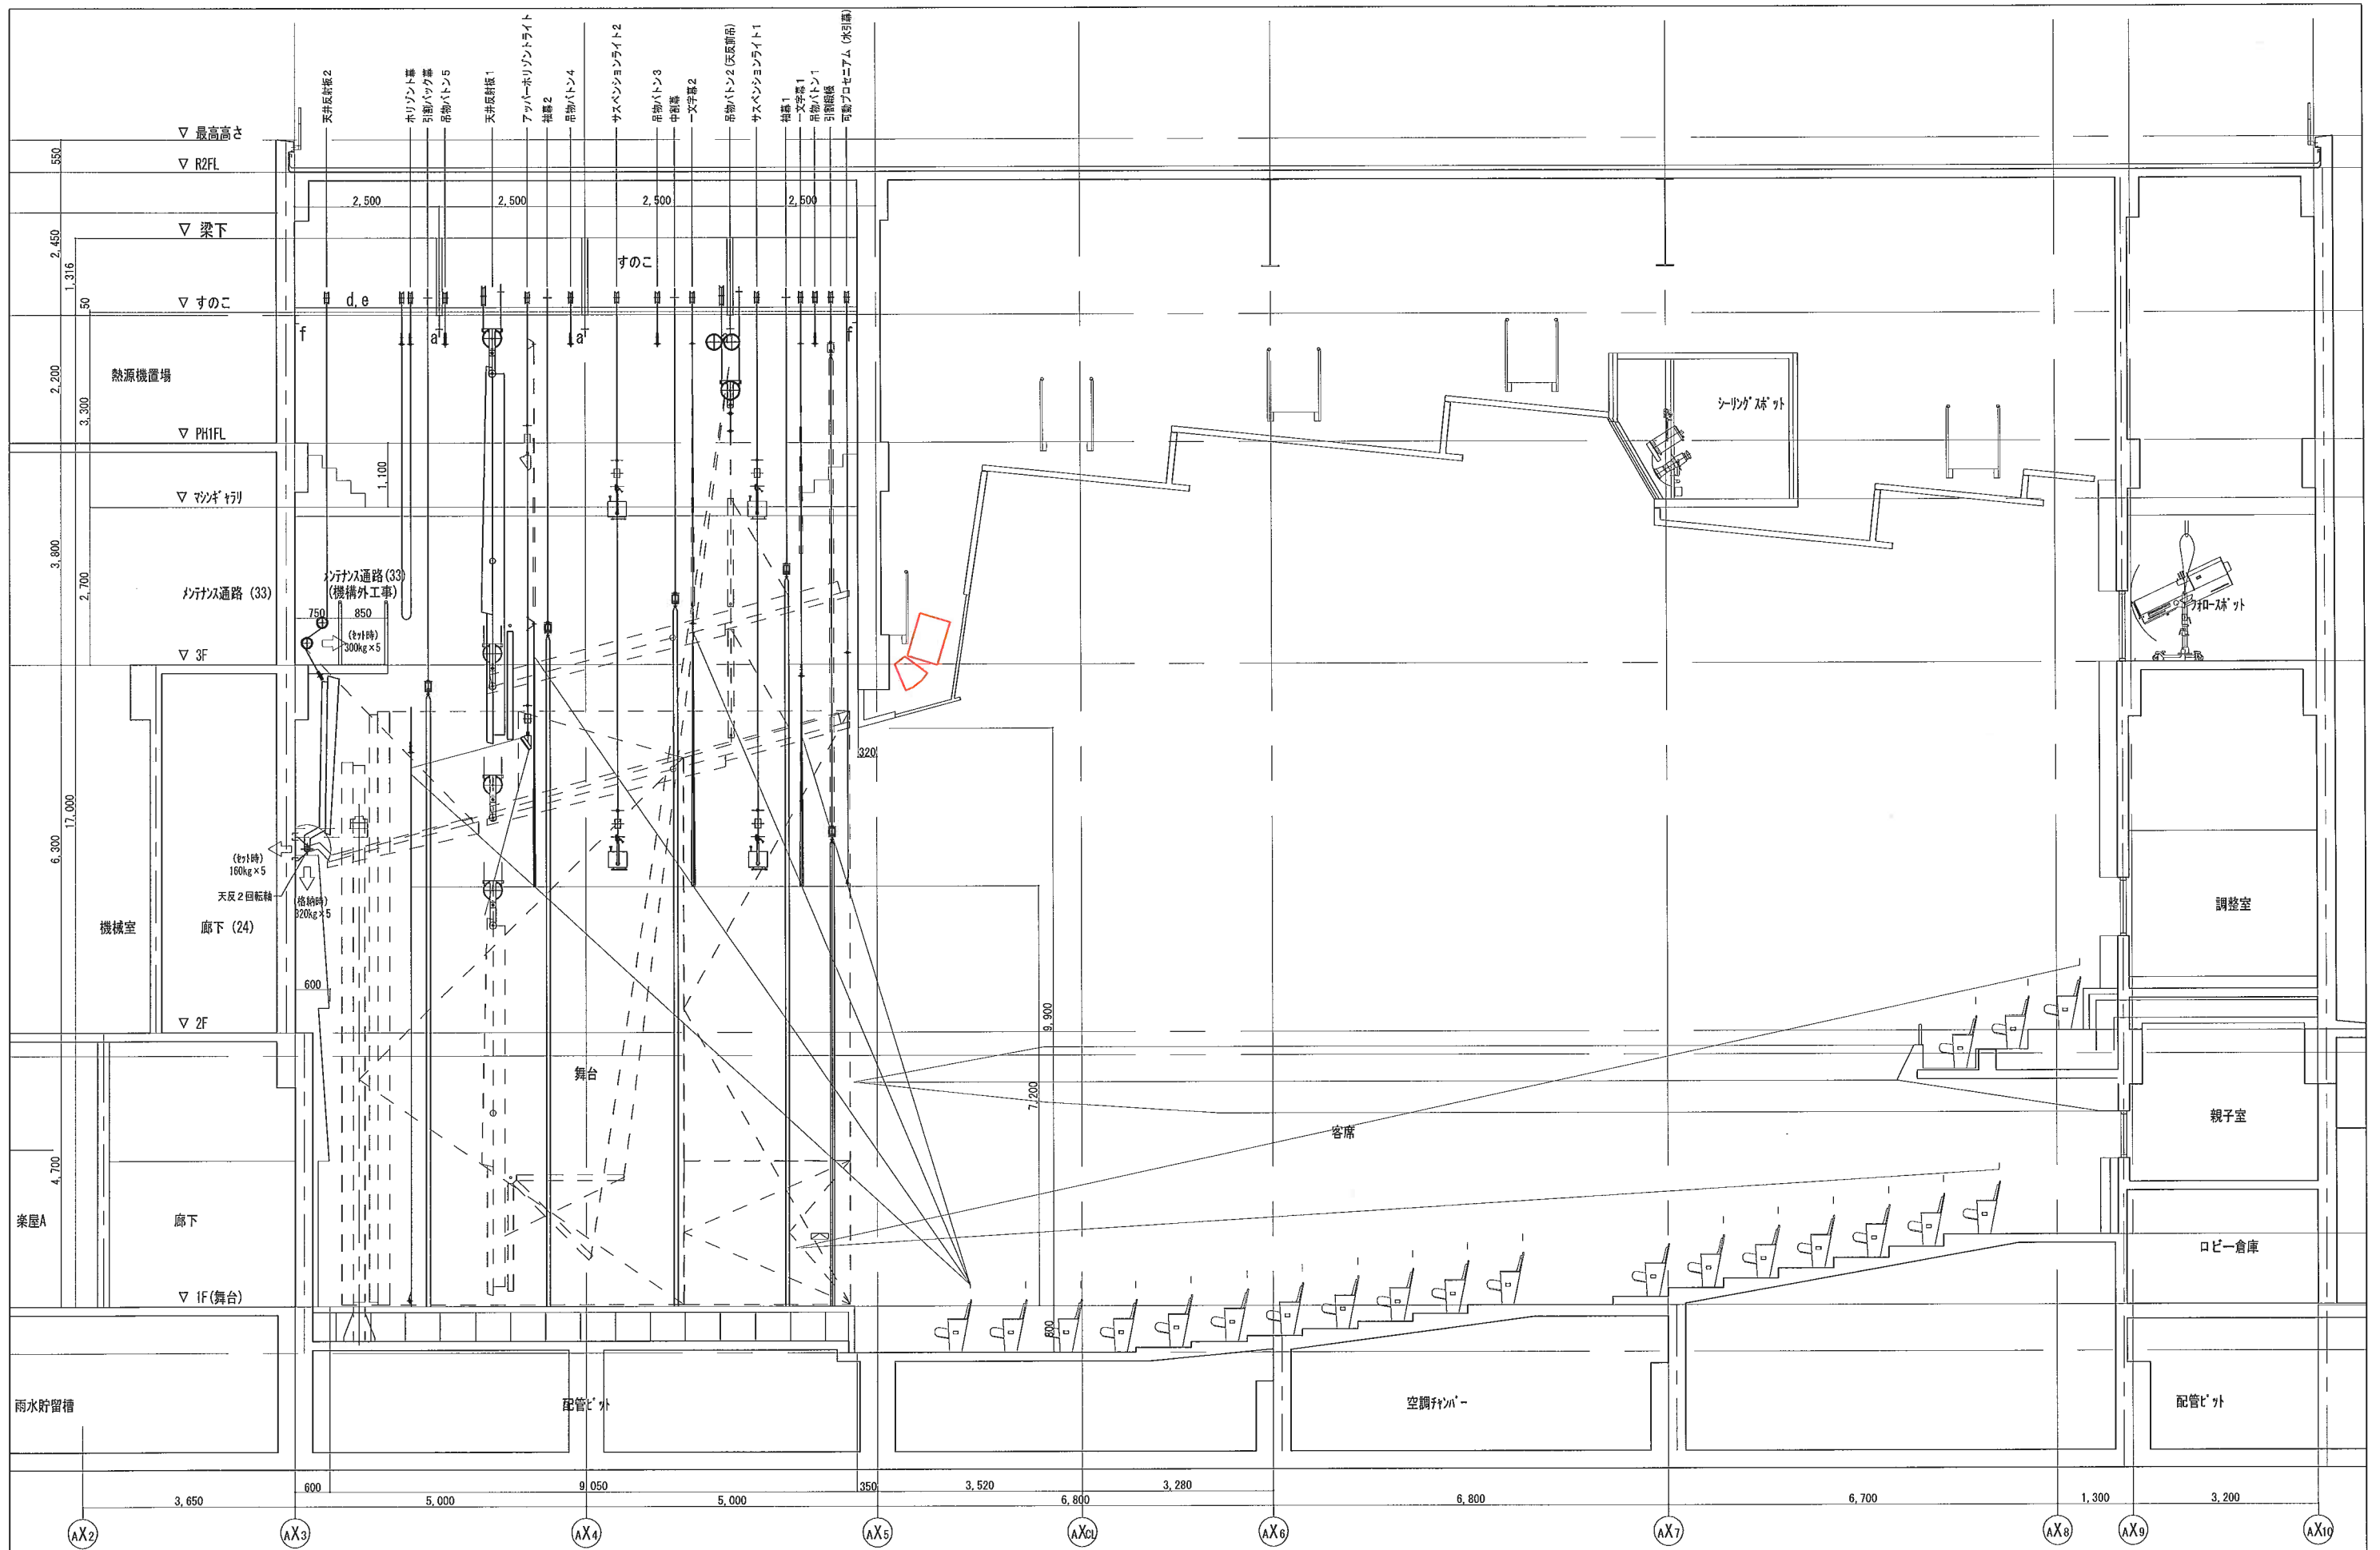 天井反射板2
ホリゾント幕
引割バック幕
吊物バトン5
天井反射板1
アッパーホリゾントライト
袖幕2
吊物バトン4
サスペンションライト2
吊物バトン3
中割幕
一文字幕2
吊物バトン2(天反前吊)
サスペンションライト1
袖幕1
一文字幕1
吊物バトン1
引割緞帳
可動プロセニアム (水引幕)
▽ 最高高さ
550
▽ R2FL
2,500
2,500
2,500
2,500
▽ 梁下
2,450
1,316
すのこ
50
▽ すのこ
d,e
f
a
a
f
熱源機置場
2,200
3,300
シーリングスポット
▽ PH1FL
1,100
▽ マシンギャラリ
3,800
2,700
メンテナンス通路 (33)
メンテナンス通路 (33)
(機構外工事)
750
850
(セット時)
300kg×5
フォロースポット
▽ 3F
320
17,000
6,300
(セット時)
160kg×5
天反2回転軸
(格納時)
320kg×5
機械室
廊下 (24)
調整室
600
▽ 2F
9,900
舞台
7,200
親子室
客席
4,700
楽屋A
廊下
ロビー倉庫
▽ 1F(舞台)
800
雨水貯留槽
配管ピット
空調チャンバー
配管ピット
600
9,050
350
3,520
3,280
3,650
5,000
5,000
6,800
6,800
6,700
1,300
3,200
AX2
AX3
AX4
AX5
AXCL
AX6
AX7
AX8
AX9
AX10